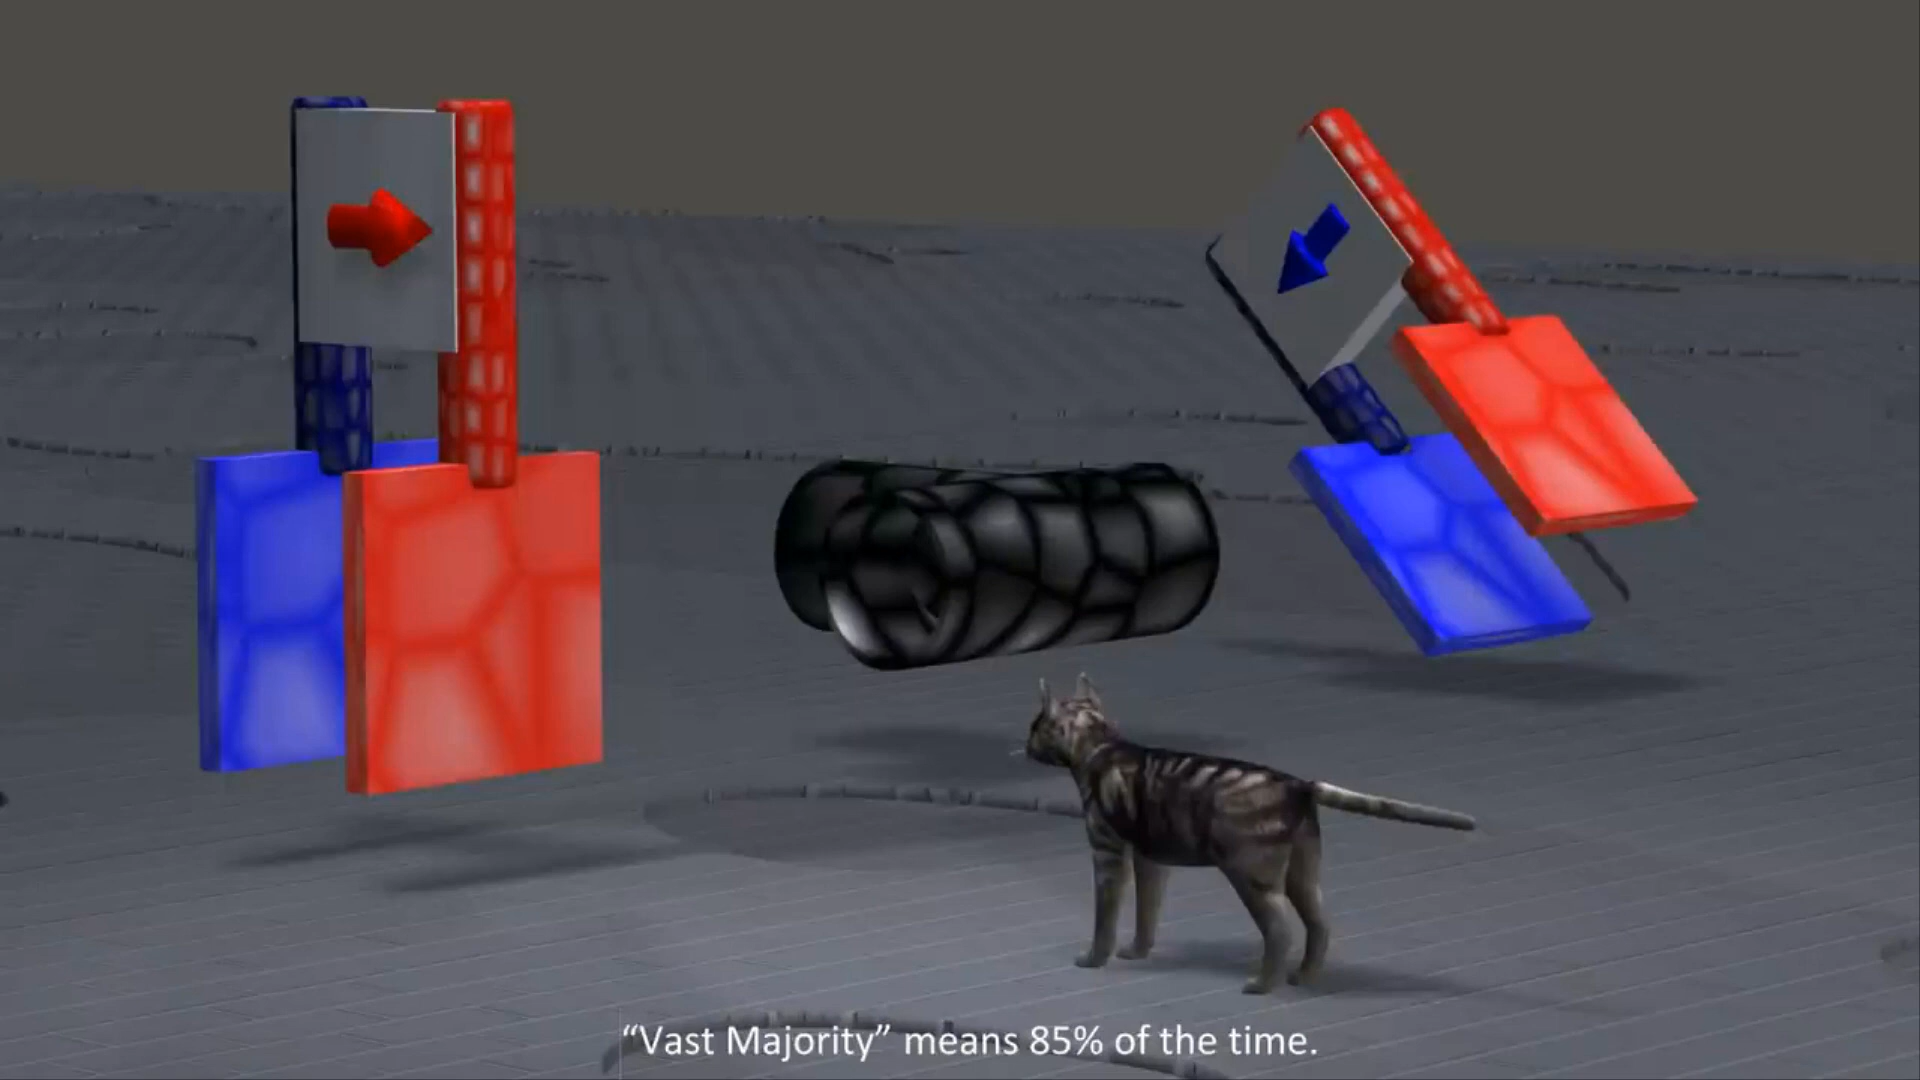 “Vast Majority” means 85% of the time.